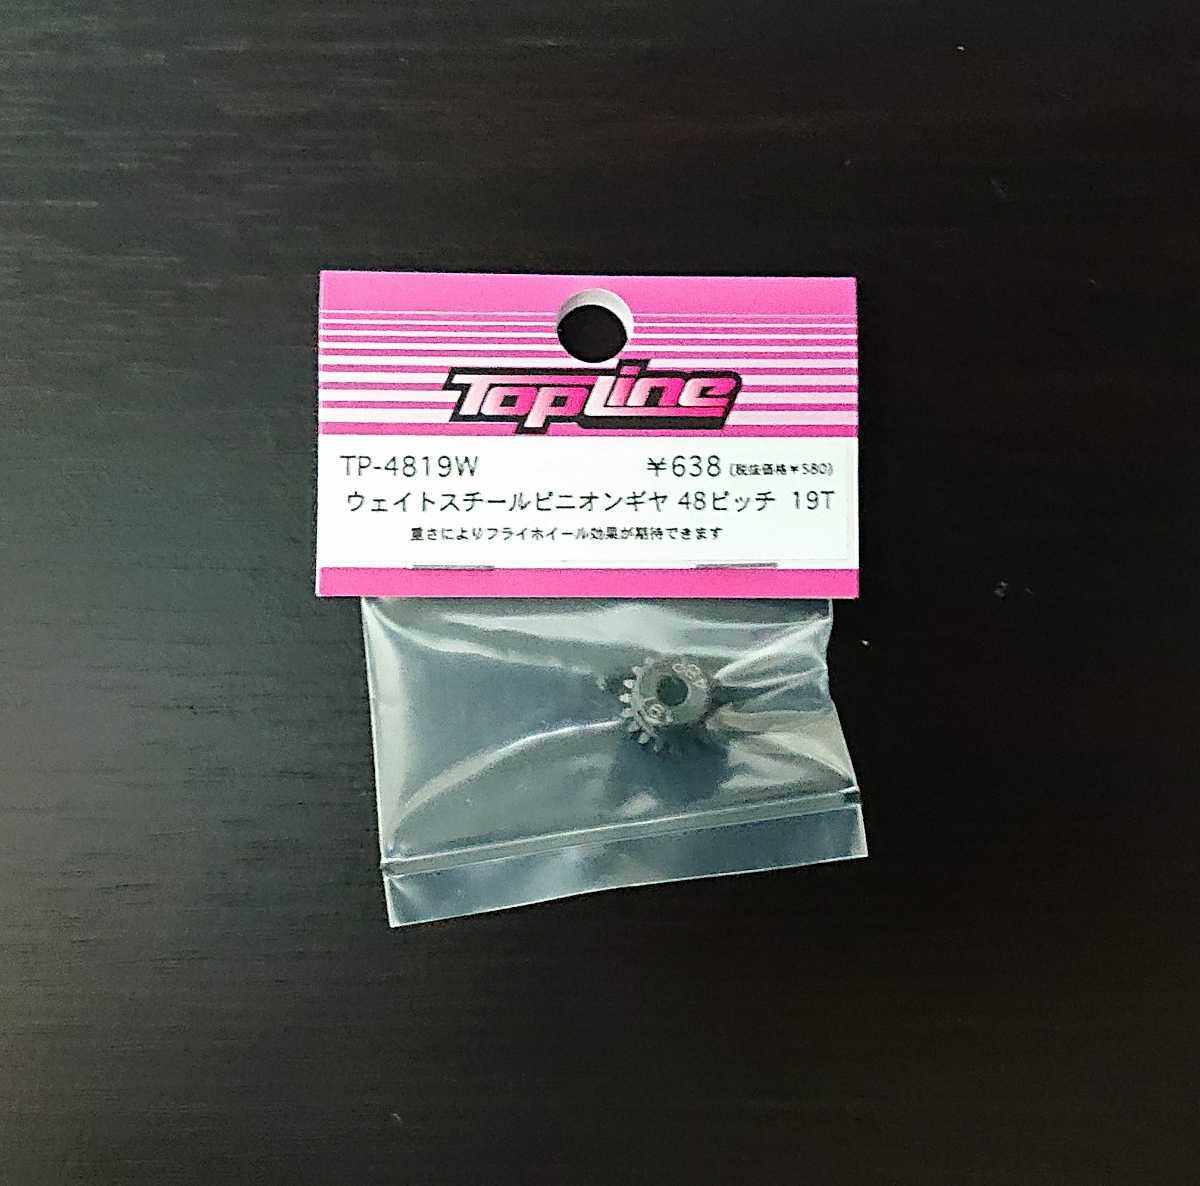 TopLine
TP-4819W ¥638 (税抜価格¥580)
ウェイトスチールピニオンギヤ 48ピッチ 19T
重さによりフライホイール効果が期待できます